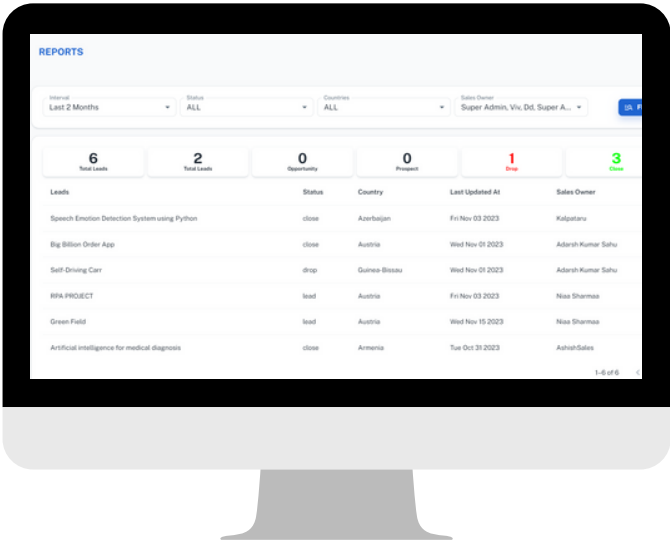 REPORTS
Interval Status Countries Sales Owner
Last 2 Months ALL ALL Super Admin, Viv, Dd, Super A...
6 2 0 0 1 3
Total Leads Total Leads Opportunity Prospect Drop Close
Leads Status Country Last Updated At Sales Owner
Speech Emotion Detection System using Python close Azerbaijan Fri Nov 03 2023 Kalpataru
Big Billion Order App close Austria Wed Nov 01 2023 Adarsh Kumar Sahu
Self-Driving Carr drop Guinea-Bissau Wed Nov 01 2023 Adarsh Kumar Sahu
RPA PROJECT lead Austria Fri Nov 03 2023 Niaa Sharmaa
Green Field lead Austria Wed Nov 15 2023 Niaa Sharmaa
Artificial intelligence for medical diagnosis close Armenia Tue Oct 31 2023 AshishSales
1–6 of 6